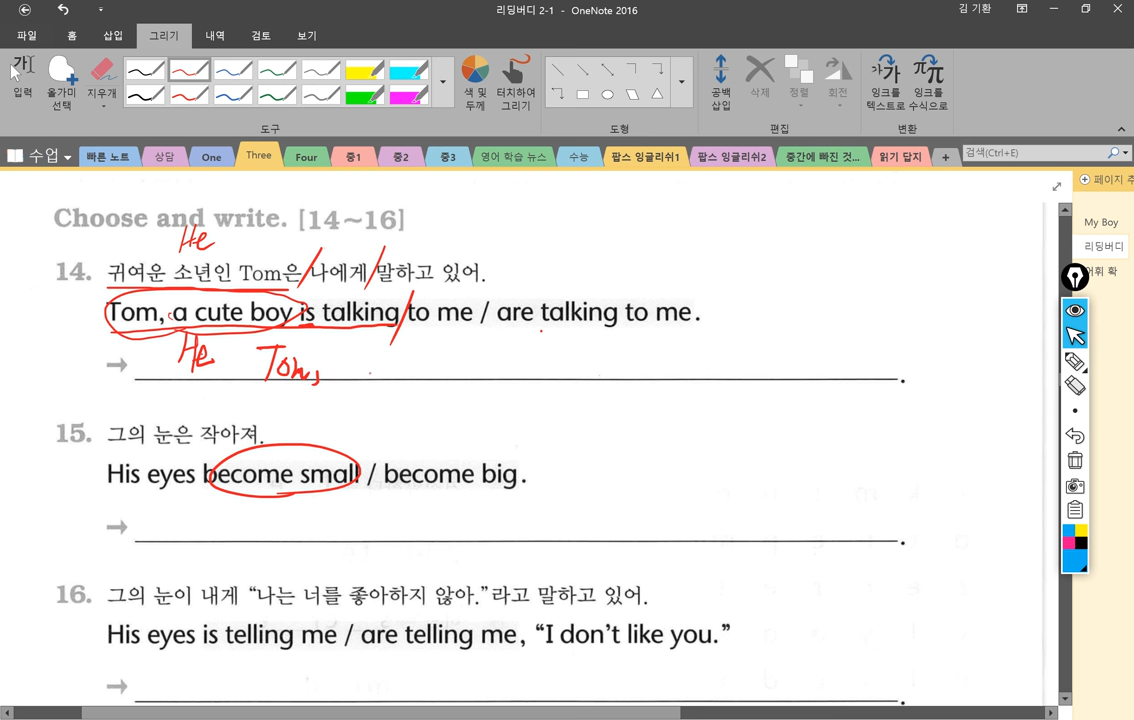 리딩버디 2-1 - OneNote 2016
김 기환
파일 홈 삽입 그리기 내역 검토 보기
입력 올가미 선택 지우개 색 및 두께 터치하여 그리기 공백 삽입 삭제 정렬 회전 잉크를 텍스트로 잉크를 수식으로
도구 도형 편집 변환
수업 빠른 노트 상담 One Three Four 중1 중2 중3 영어 학습 뉴스 수능 팝스 잉글리쉬1 팝스 잉글리쉬2 중간에 빠진 것... 읽기 답지 + 검색(Ctrl+E)
페이지 추
My Boy
리딩버디
어휘 확
Choose and write. [14~16]
He
14. 귀여운 소년인 Tom은 / 나에게 / 말하고 있어.
Tom, a cute boy is talking / to me / are talking to me.
He Tom,
→ .
15. 그의 눈은 작아져.
His eyes become small / become big.
→ .
16. 그의 눈이 내게 “나는 너를 좋아하지 않아.”라고 말하고 있어.
His eyes is telling me / are telling me, “I don’t like you.”
→ .